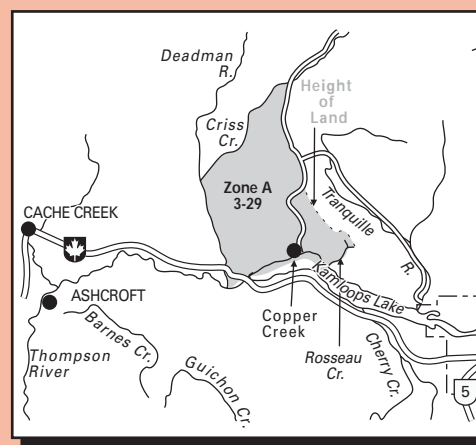 Deadman
R.
Height
of
Land
Criss
Cr.
Zone A
3-29
Tranquille
R.
CACHE CREEK
ASHCROFT
Kamloops Lake
Copper
Creek
Barnes Cr.
Rosseau
Cr.
Cherry Cr.
Thompson
River
Guichon Cr.
5